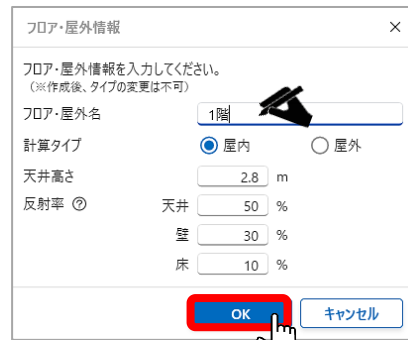 フロア・屋外情報 ×
フロア・屋外情報を入力してください。
(※作成後、タイプの変更は不可)
フロア・屋外名 1階
計算タイプ 屋内 屋外
天井高さ 2.8 m
反射率 ? 天井 50 %
壁 30 %
床 10 %
OK キャンセル